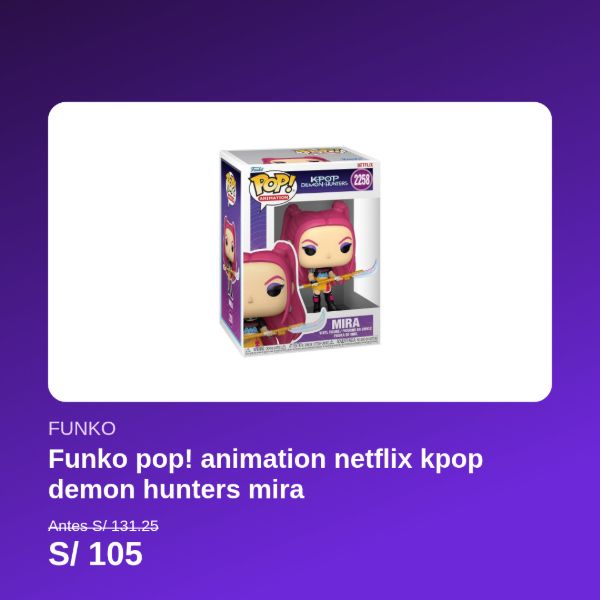 Funko
NETFLIX
POP!
ANIMATION
KPOP
DEMON HUNTERS
2258
MIRA
FUNKO
Funko pop! animation netflix kpop
demon hunters mira
Antes S/ 131.25
S/ 105